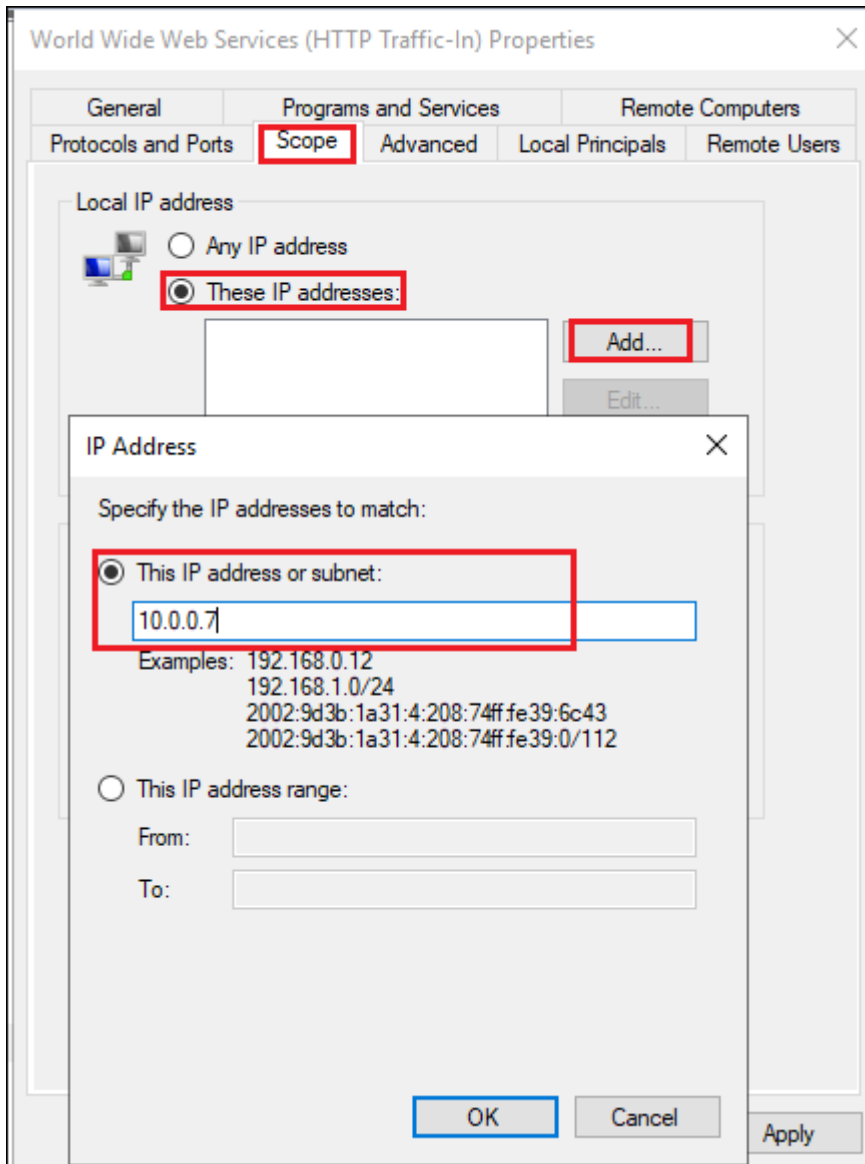 World Wide Web Services (HTTP Traffic-In) Properties
General Programs and Services Remote Computers
Protocols and Ports Scope Advanced Local Principals Remote Users
Local IP address
Any IP address
These IP addresses:
Add...
Edit...
IP Address
Specify the IP addresses to match:
This IP address or subnet:
10.0.0.7
Examples: 192.168.0.12
192.168.1.0/24
2002:9d3b:1a31:4:208:74ff:fe39:6c43
2002:9d3b:1a31:4:208:74ff:fe39:0/112
This IP address range:
From:
To:
OK Cancel
Apply